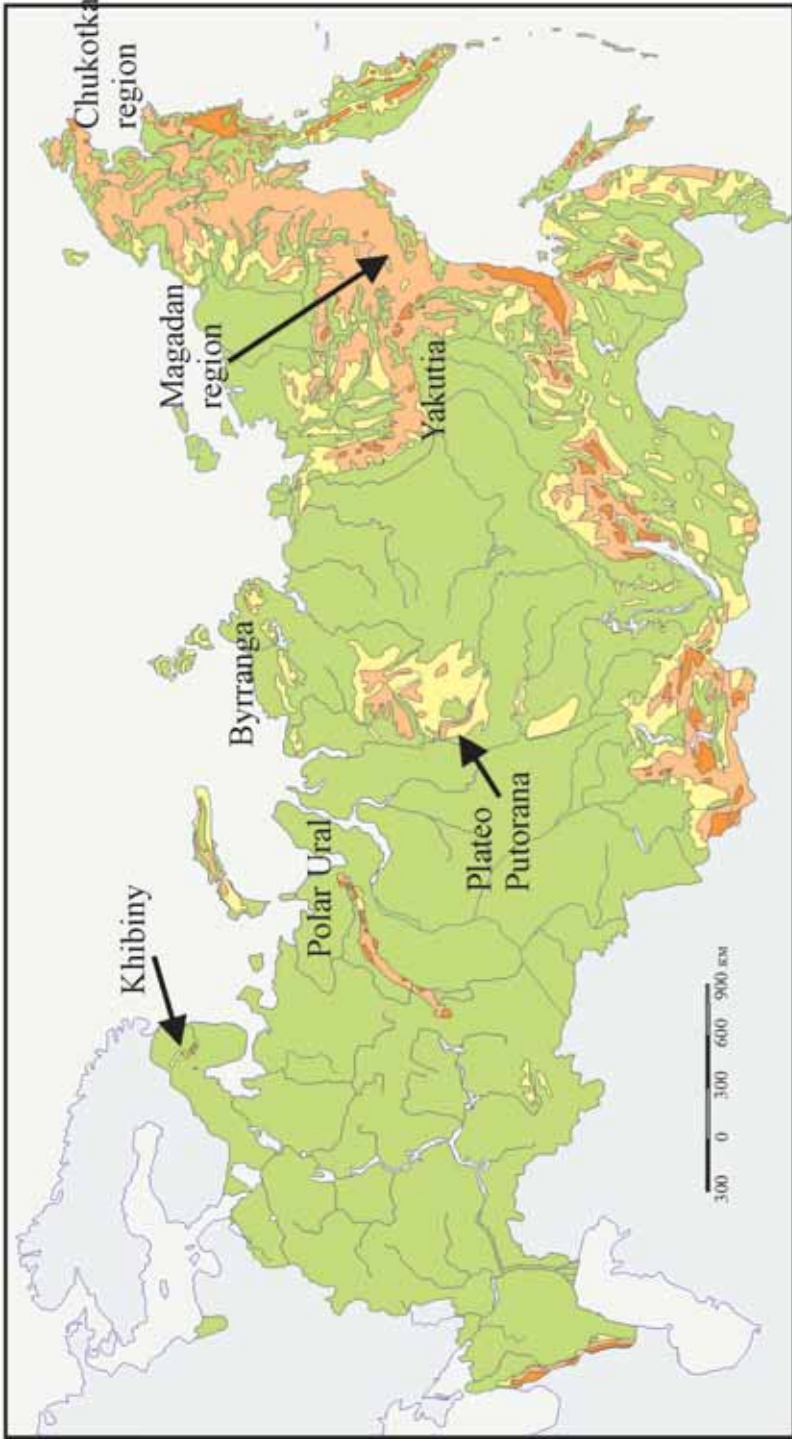 Khibiny
Polar Ural
Byrranga
Plateo
Putorana
Magadan
region
Yakutia
Chukotka
region
300 0 300 600 900 км